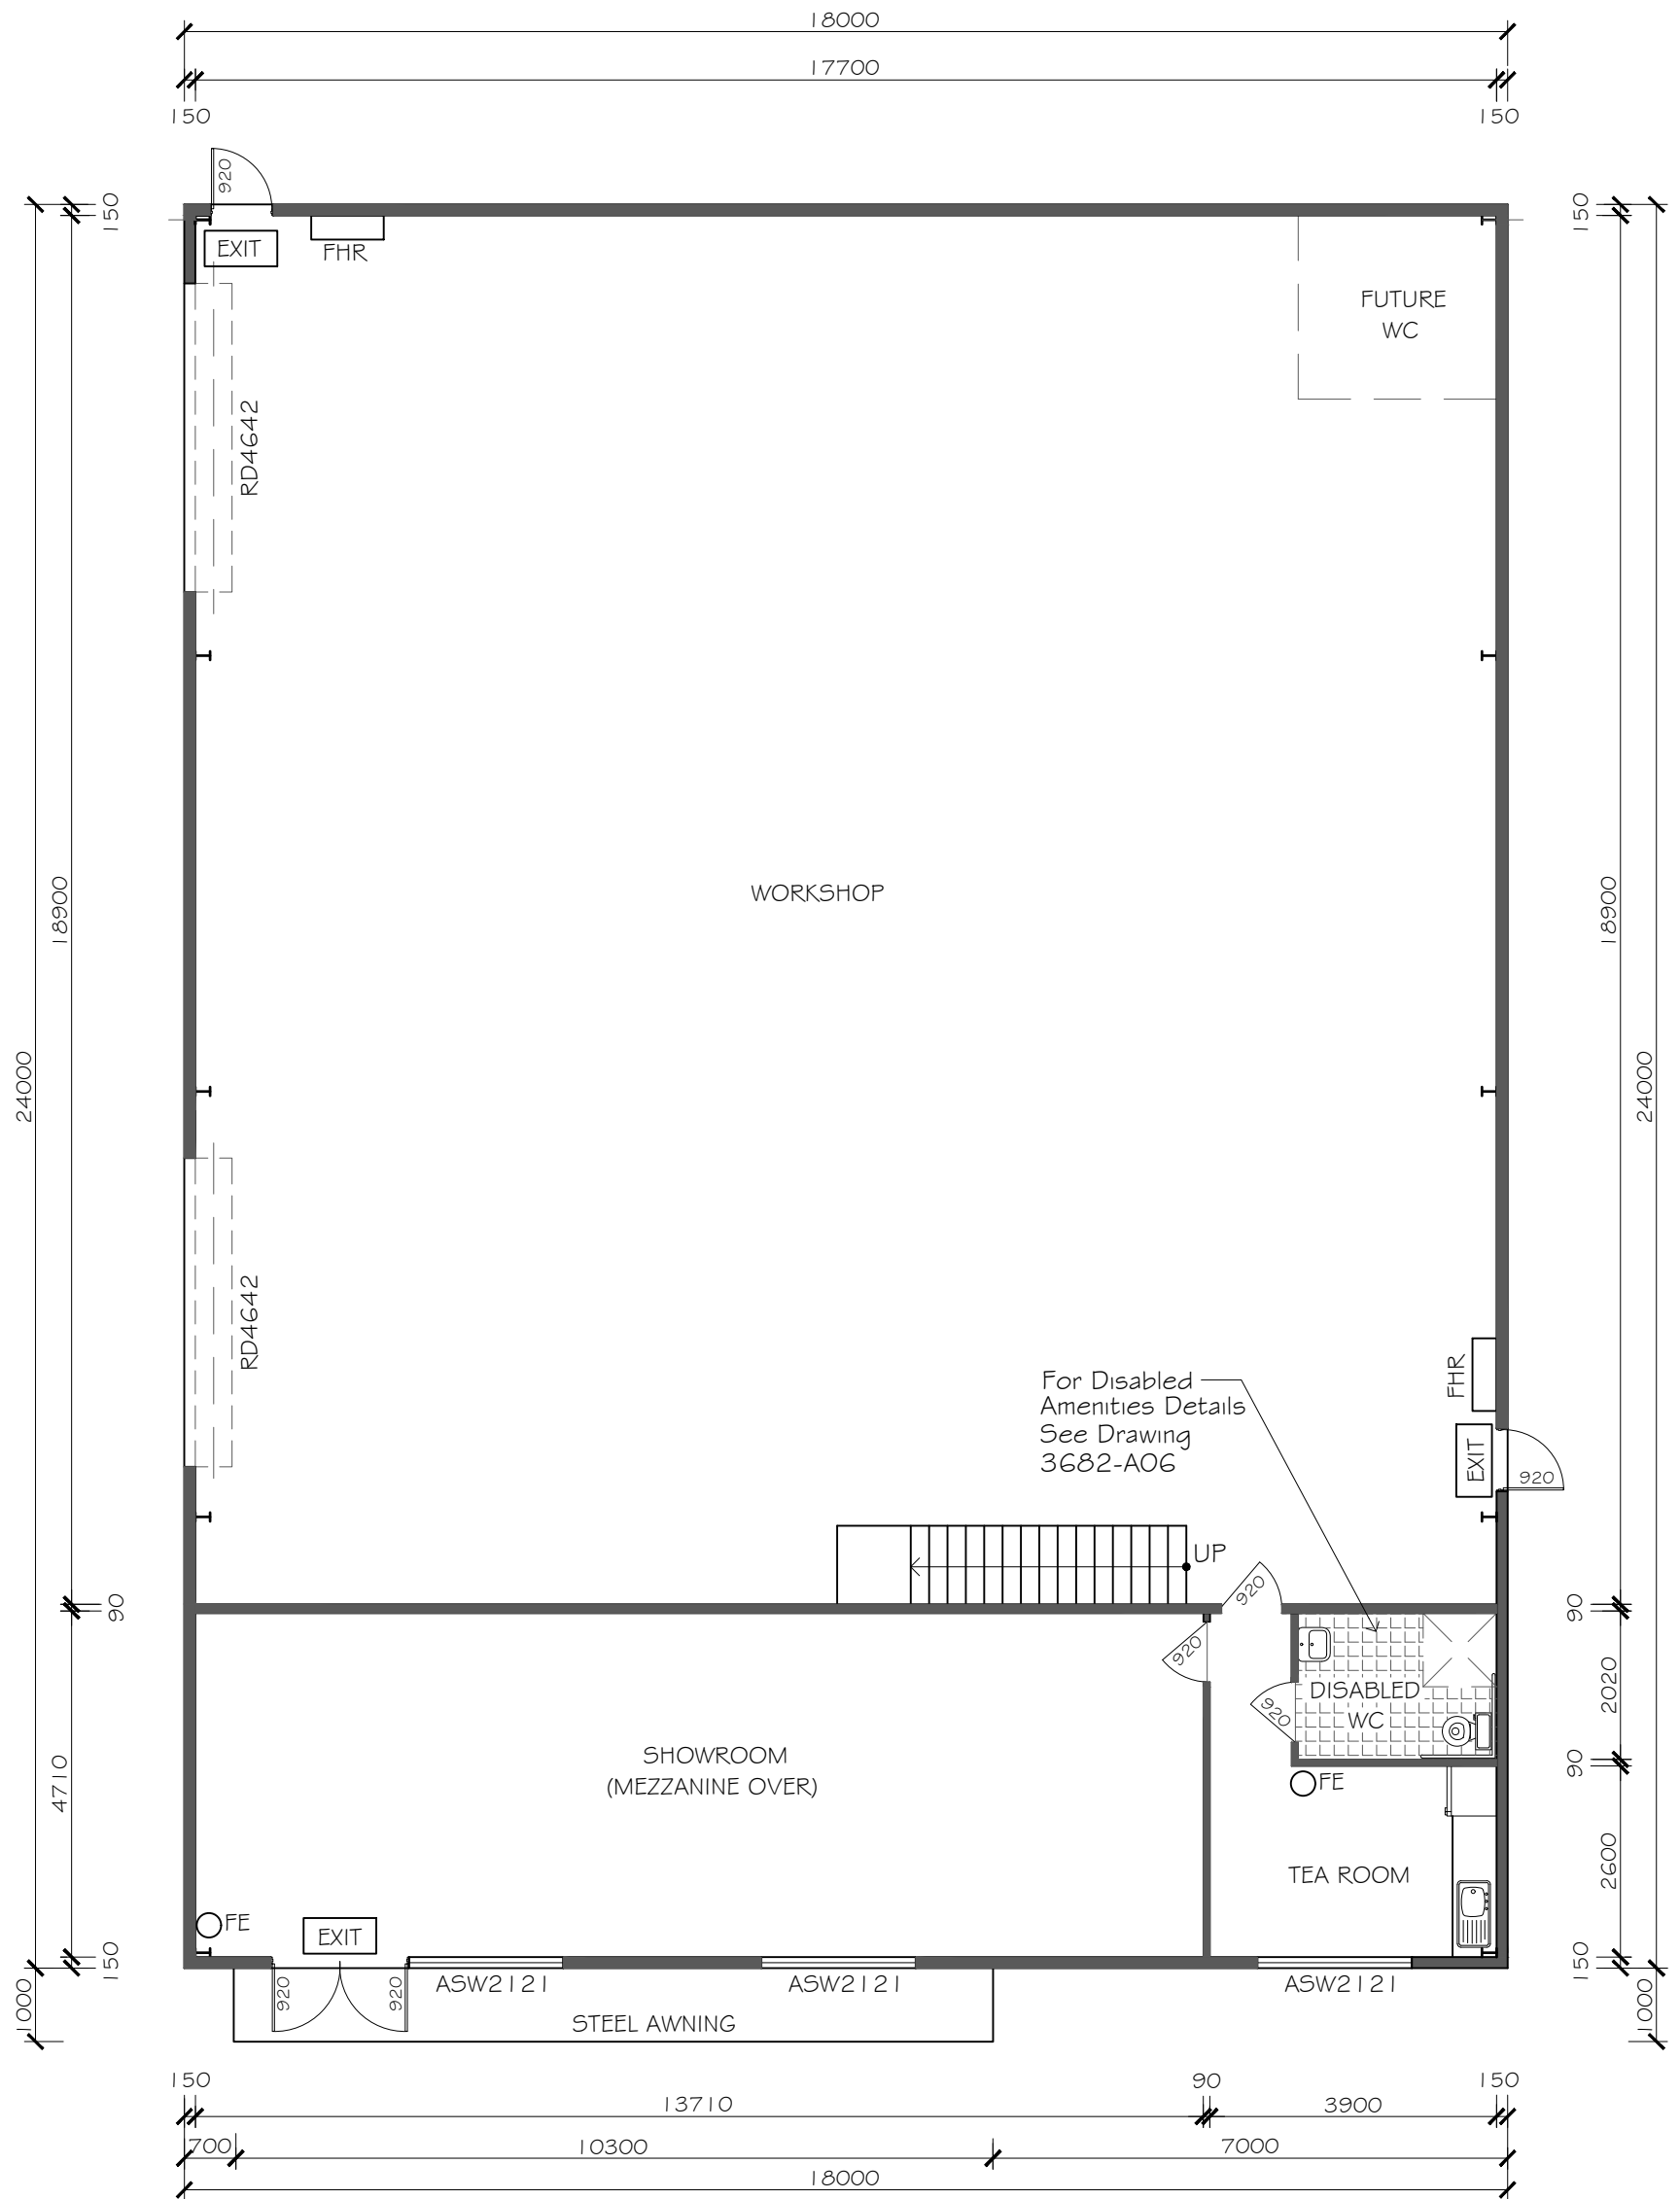 18000
17700
150
150
920
150
150
EXIT
FHR
FUTURE
WC
RD4642
WORKSHOP
18900
18900
24000
24000
RD4642
For Disabled
Amenities Details
See Drawing
3682-A06
FHR
EXIT
920
UP
920
90
90
920
2020
DISABLED
WC
920
SHOWROOM
(MEZZANINE OVER)
4710
90
FE
2600
TEA ROOM
FE
EXIT
150
150
920
920
ASW2121
ASW2121
ASW2121
1000
1000
STEEL AWNING
150
90
150
13710
3900
700
10300
7000
18000